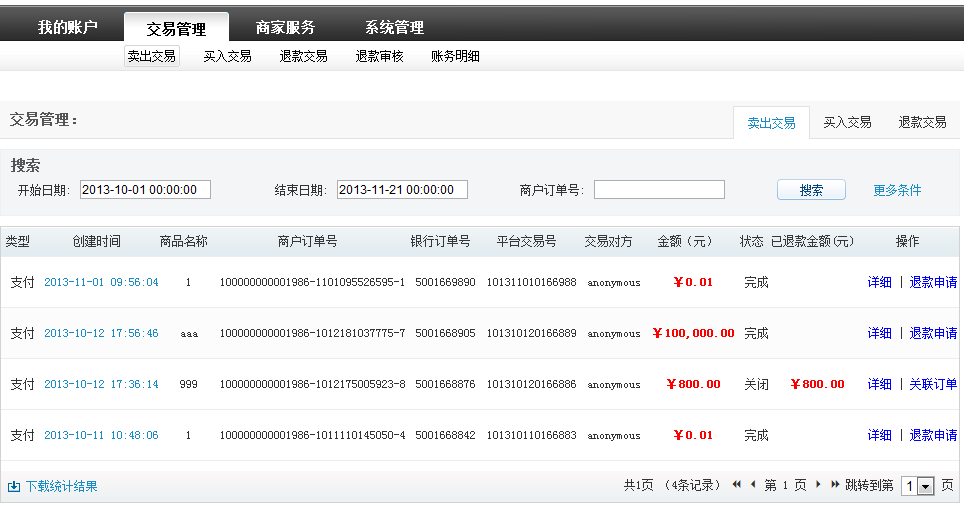 我的账户 交易管理 商家服务 系统管理
卖出交易 买入交易 退款交易 退款审核 账务明细
交易管理： 卖出交易 买入交易 退款交易
搜索
开始日期: 2013-10-01 00:00:00 结束日期: 2013-11-21 00:00:00 商户订单号: 搜索 更多条件
类型 创建时间 商品名称 商户订单号 银行订单号 平台交易号 交易对方 金额（元） 状态 已退款金额(元) 操作
支付 2013-11-01 09:56:04 1 100000000001986-1101095526595-1 5001669890 101311010166988 anonymous ￥0.01 完成 详细 | 退款申请
支付 2013-10-12 17:56:46 aaa 100000000001986-1012181037775-7 5001668905 101310120166889 anonymous ￥100,000.00 完成 详细 | 退款申请
支付 2013-10-12 17:36:14 999 100000000001986-1012175005923-8 5001668876 101310120166886 anonymous ￥800.00 关闭 ￥800.00 详细 | 关联订单
支付 2013-10-11 10:48:06 1 100000000001986-1011110145050-4 5001668842 101310110166883 anonymous ￥0.01 完成 详细 | 退款申请
下载统计结果 共1页 （4条记录） 第 1 页 跳转到第 1 页